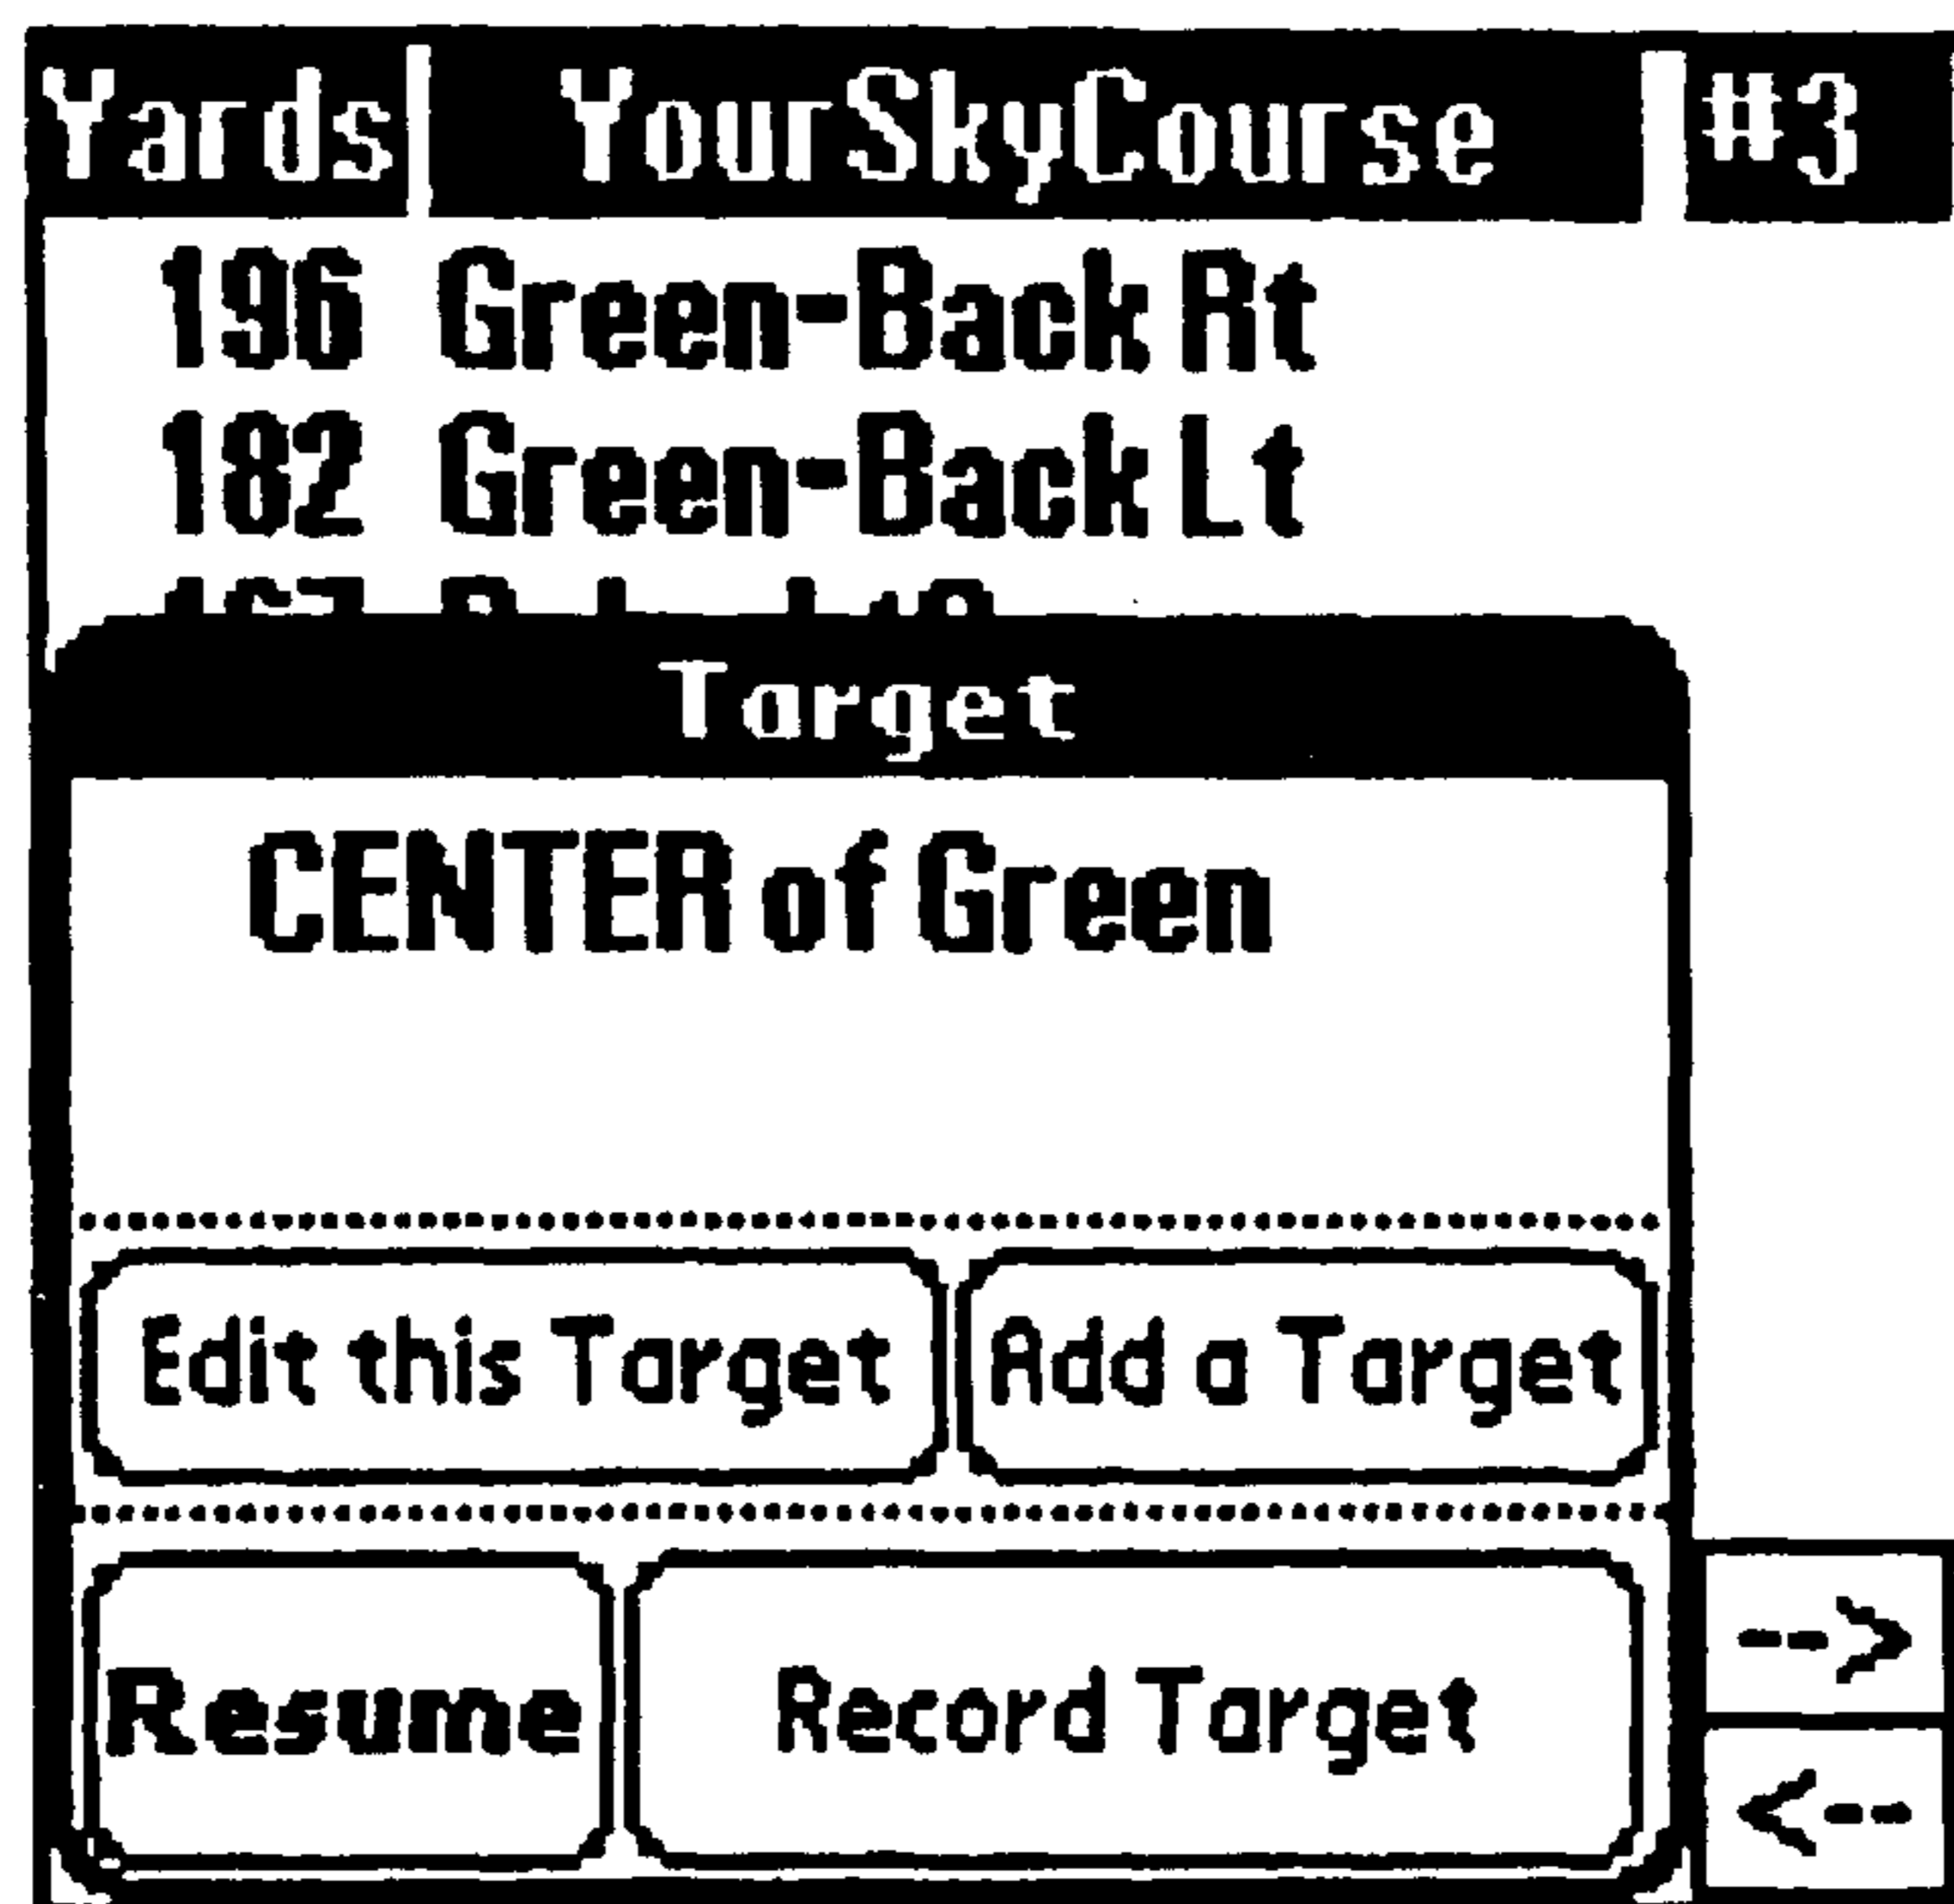 Yards YourSkyCourse #3
196 Green-Back Rt
182 Green-Back Lt
Target
CENTER of Green
Edit this Target Add a Target
-->
Resume Record Target
<--